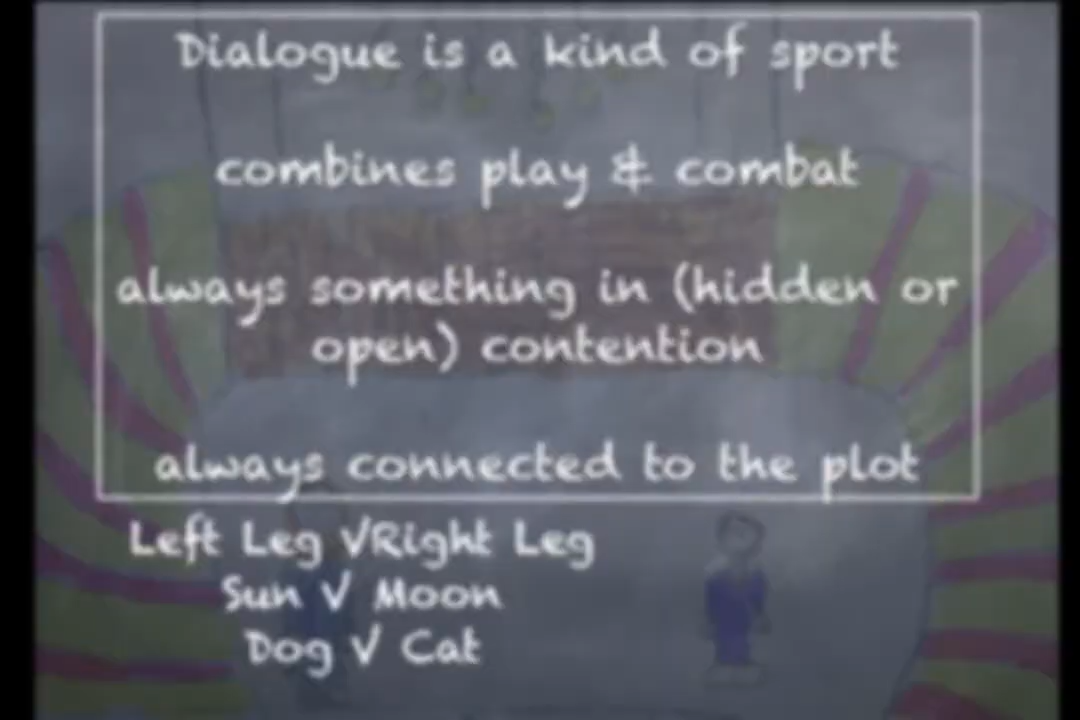 Dialogue is a kind of sport
combines play & combat
always something in (hidden or
open) contention
always connected to the plot
Left Leg VRight Leg
Sun V Moon
Dog V Cat